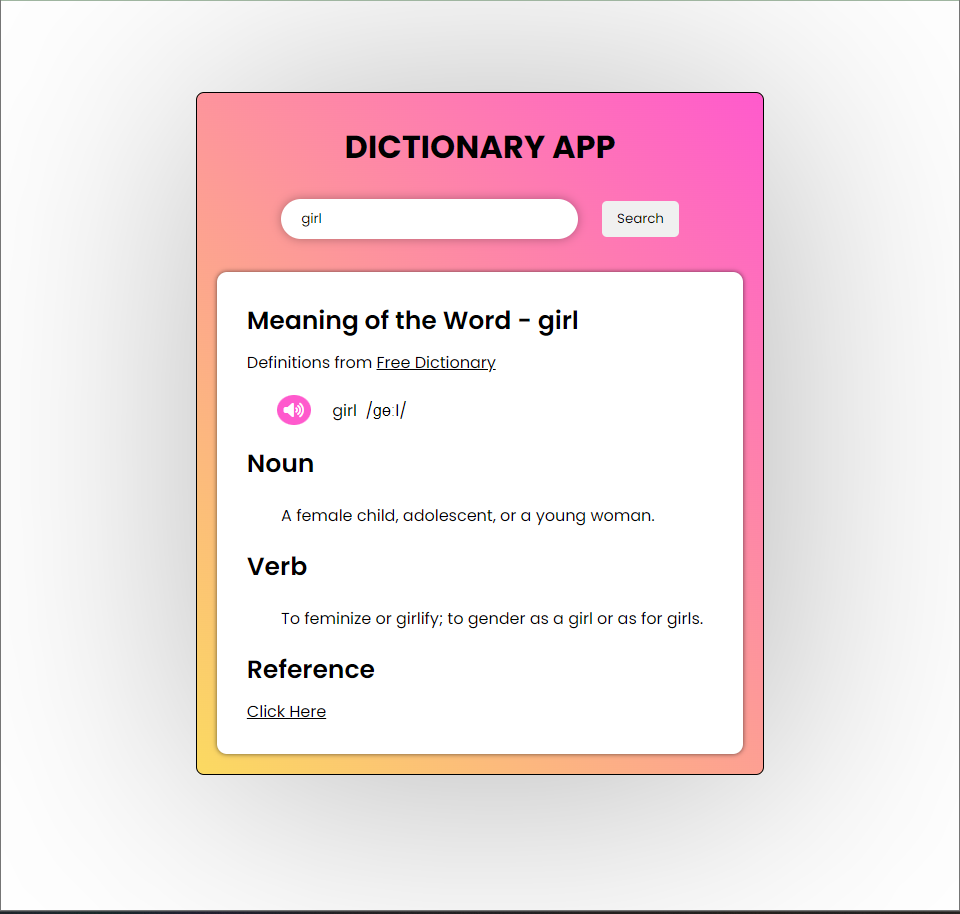 DICTIONARY APP
girl
Search
Meaning of the Word - girl
Definitions from Free Dictionary
girl /ɡɵːl/
Noun
A female child, adolescent, or a young woman.
Verb
To feminize or girlify; to gender as a girl or as for girls.
Reference
Click Here